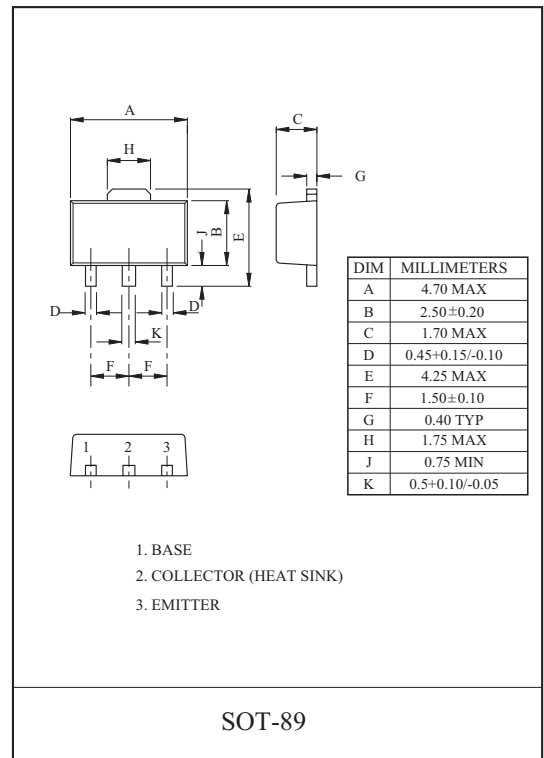 A
H
C
G
J
B
E
D
D
K
F F
DIM MILLIMETERS
A 4.70 MAX
B 2.50±0.20
C 1.70 MAX
D 0.45+0.15/-0.10
E 4.25 MAX
F 1.50±0.10
G 0.40 TYP
H 1.75 MAX
J 0.75 MIN
K 0.5+0.10/-0.05
1 2 3
1. BASE
2. COLLECTOR (HEAT SINK)
3. EMITTER
SOT-89